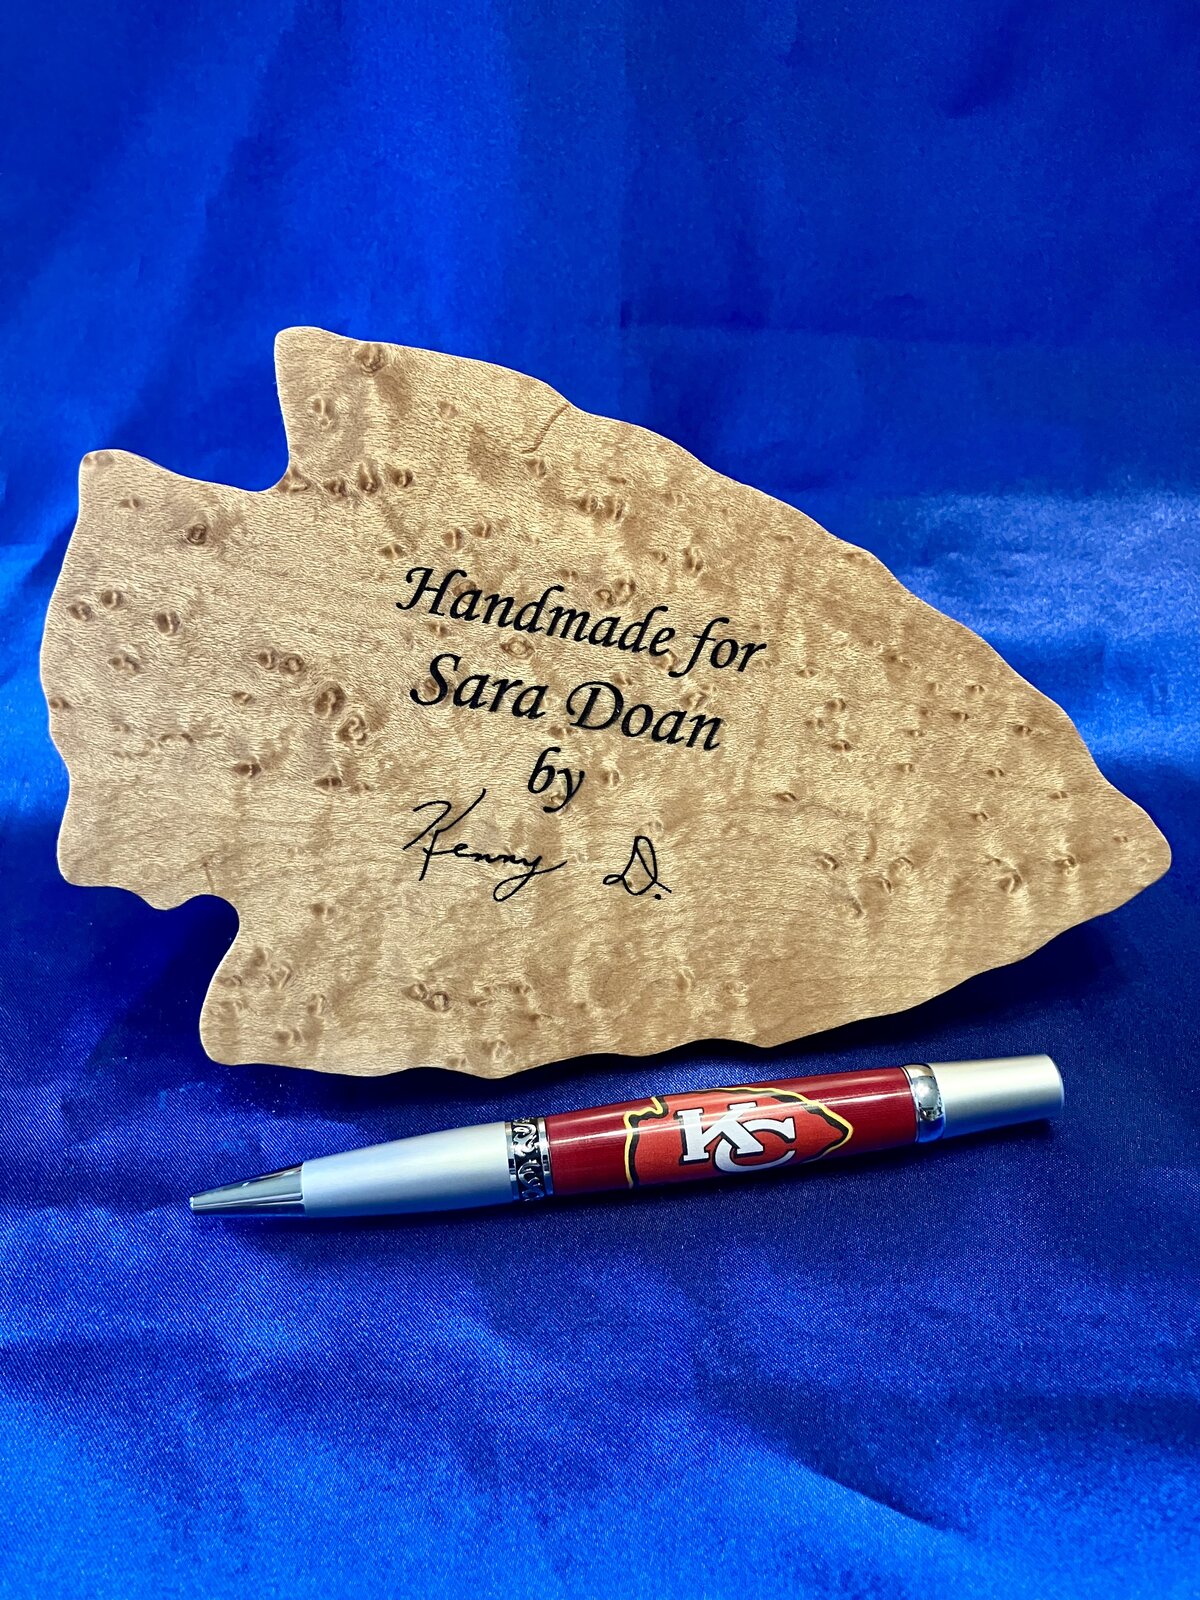 Handmade for
Sara Doan
by
Kenny D.
KC